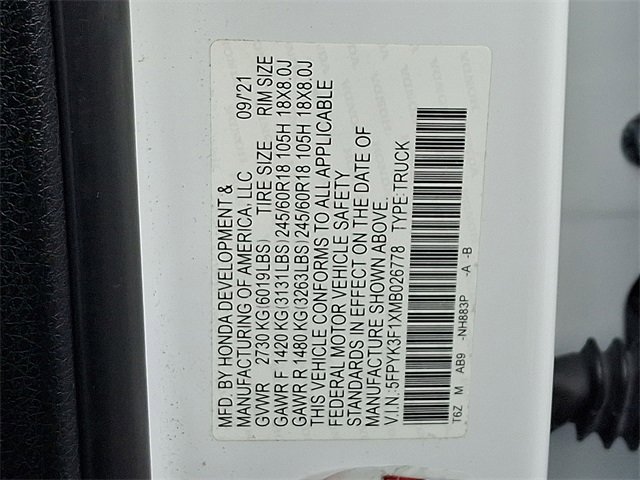 MFD. BY HONDA DEVELOPMENT &
MANUFACTURING OF AMERICA, LLC 09/'21
GVWR 2730 KG(6019LBS) TIRE SIZE RIM SIZE
GAWR F 1420 KG(3131LBS)245/60R18 105H 18X8.0J
GAWR R 1480 KG(3263LBS)245/60R18 105H 18X8.0J
THIS VEHICLE CONFORMS TO ALL APPLICABLE
FEDERAL MOTOR VEHICLE SAFETY
STANDARDS IN EFFECT ON THE DATE OF
MANUFACTURE SHOWN ABOVE.
V.I.N.:5FPYK3F1XMB026778 TYPE:TRUCK
T6Z M AB9 -NH883P -A -B